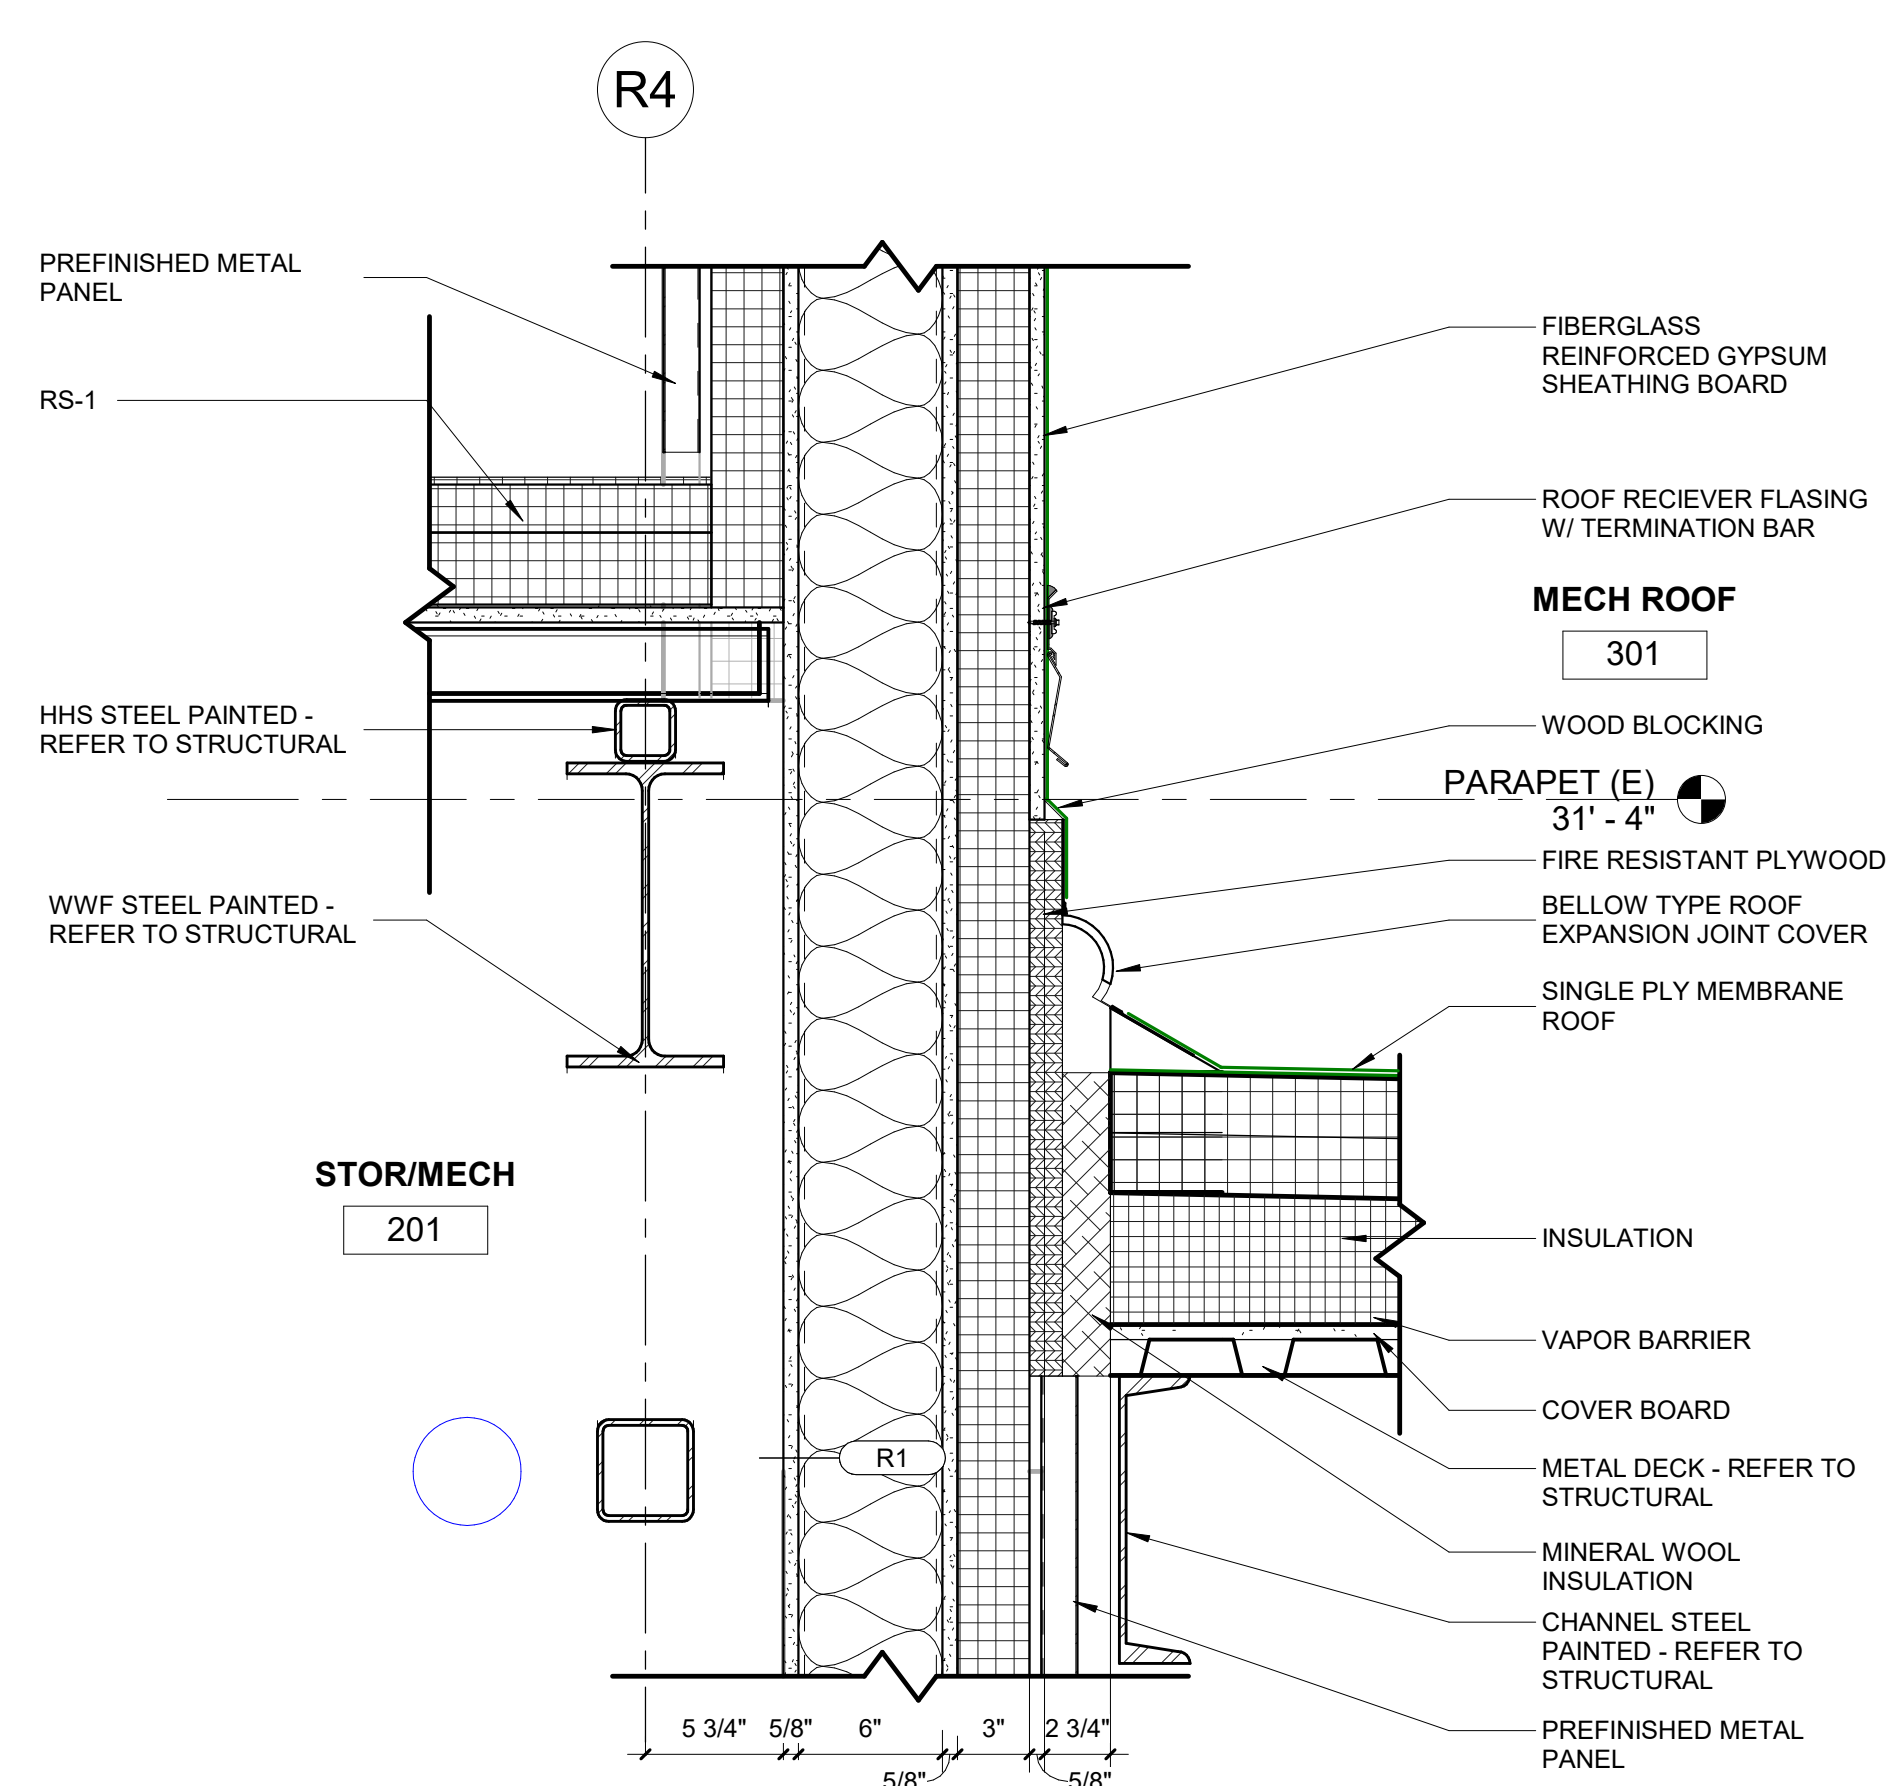 R4
PREFINISHED METAL
PANEL
RS-1
HHS STEEL PAINTED -
REFER TO STRUCTURAL
WWF STEEL PAINTED -
REFER TO STRUCTURAL
STOR/MECH
201
FIBERGLASS
REINFORCED GYPSUM
SHEATHING BOARD
ROOF RECIEVER FLASING
W/ TERMINATION BAR
MECH ROOF
301
WOOD BLOCKING
PARAPET (E)
31' - 4"
FIRE RESISTANT PLYWOOD
BELLOW TYPE ROOF
EXPANSION JOINT COVER
SINGLE PLY MEMBRANE
ROOF
INSULATION
VAPOR BARRIER
COVER BOARD
METAL DECK - REFER TO
STRUCTURAL
MINERAL WOOL
INSULATION
CHANNEL STEEL
PAINTED - REFER TO
STRUCTURAL
PREFINISHED METAL
PANEL
R1
5 3/4" 5/8" 6" 3" 2 3/4"
5/8" 5/8"